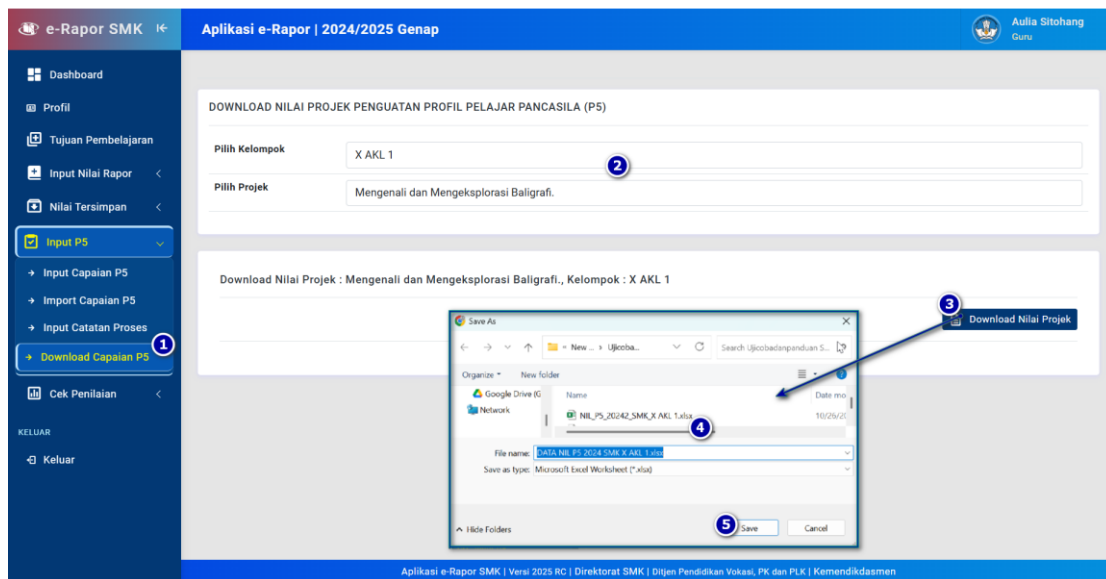 e-Rapor SMK
Aplikasi e-Rapor | 2024/2025 Genap
Aulia Sitohang
Guru
Dashboard
Profil
Tujuan Pembelajaran
Input Nilai Rapor
Nilai Tersimpan
Input P5
Input Capaian P5
Import Capaian P5
Input Catatan Proses
1
Download Capaian P5
Cek Penilaian
KELUAR
Keluar
DOWNLOAD NILAI PROJEK PENGUATAN PROFIL PELAJAR PANCASILA (P5)
Pilih Kelompok
X AKL 1
2
Pilih Projek
Mengenali dan Mengeksplorasi Baligrafi.
Download Nilai Projek : Mengenali dan Mengeksplorasi Baligrafi., Kelompok : X AKL 1
3
Download Nilai Projek
Save As
« New ... › Ujicoba...
Search Ujicobadanpanduan S...
Organize
New folder
Google Drive (G
Network
Name
Date mo
NIL_P5_20242_SMK_X AKL 1.xlsx
10/26/20
4
File name: DATA NIL P5 2024 SMK X AKL 1.xlsx
Save as type: Microsoft Excel Worksheet (*.xlsx)
Hide Folders
5
Save
Cancel
Aplikasi e-Rapor SMK | Versi 2025 RC | Direktorat SMK | Ditjen Pendidikan Vokasi, PK dan PLK | Kemendikdasmen